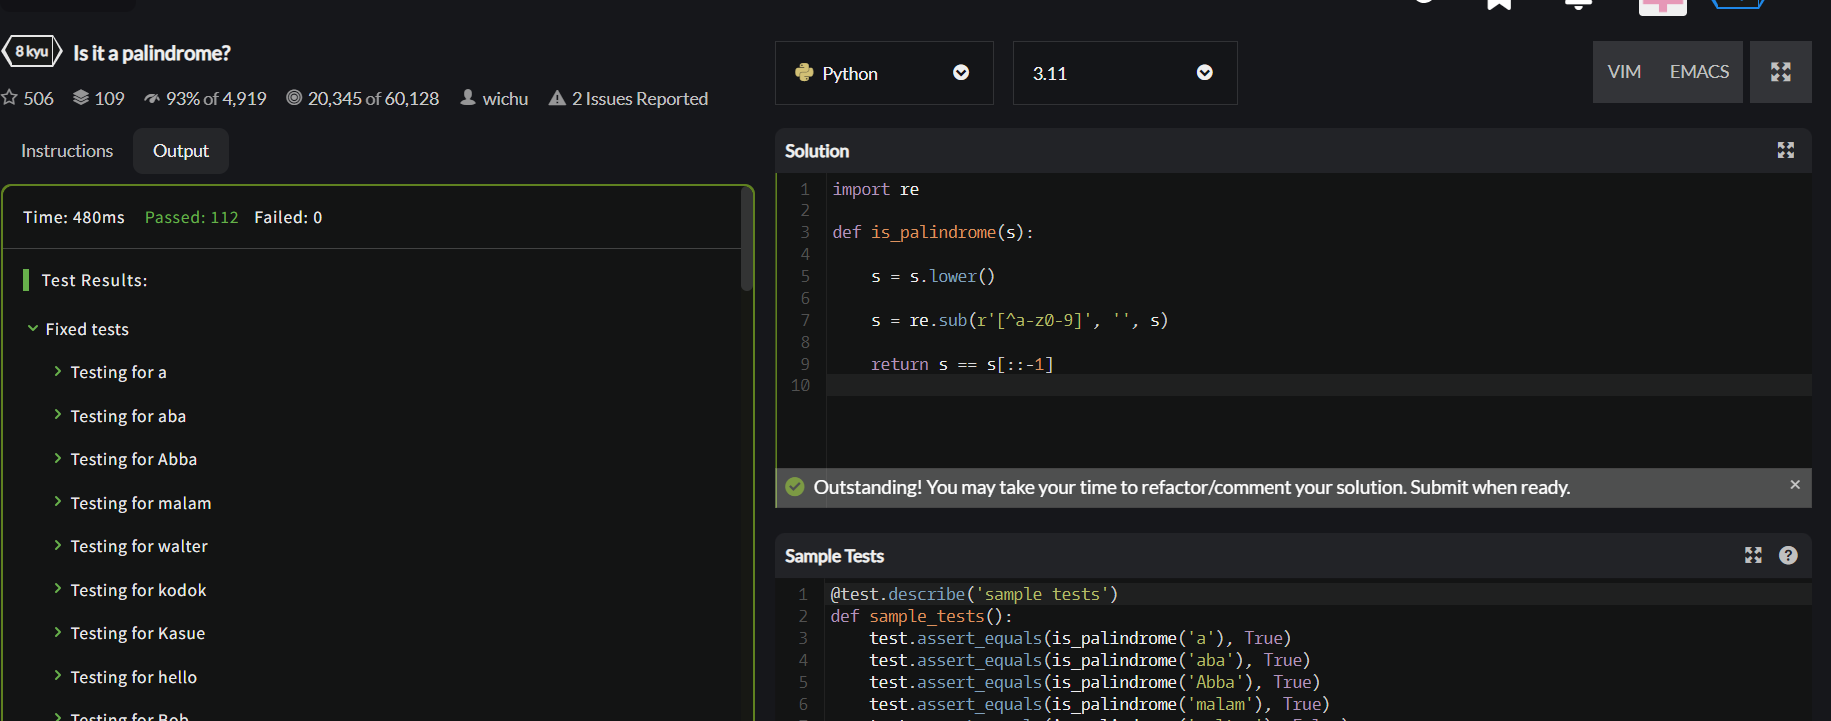 8 kyu Is it a palindrome?
506 109 93% of 4,919 20,345 of 60,128 wichu 2 Issues Reported
Python 3.11 VIM EMACS
Instructions Output
Time: 480ms Passed: 112 Failed: 0
Test Results:
Fixed tests
Testing for a
Testing for aba
Testing for Abba
Testing for malam
Testing for walter
Testing for kodok
Testing for Kasue
Testing for hello
Testing for Bob
Solution
1 import re
2
3 def is_palindrome(s):
4
5     s = s.lower()
6
7     s = re.sub(r'[^a-z0-9]', '', s)
8
9     return s == s[::-1]
10
Outstanding! You may take your time to refactor/comment your solution. Submit when ready.
Sample Tests
1 @test.describe('sample tests')
2 def sample_tests():
3     test.assert_equals(is_palindrome('a'), True)
4     test.assert_equals(is_palindrome('aba'), True)
5     test.assert_equals(is_palindrome('Abba'), True)
6     test.assert_equals(is_palindrome('malam'), True)